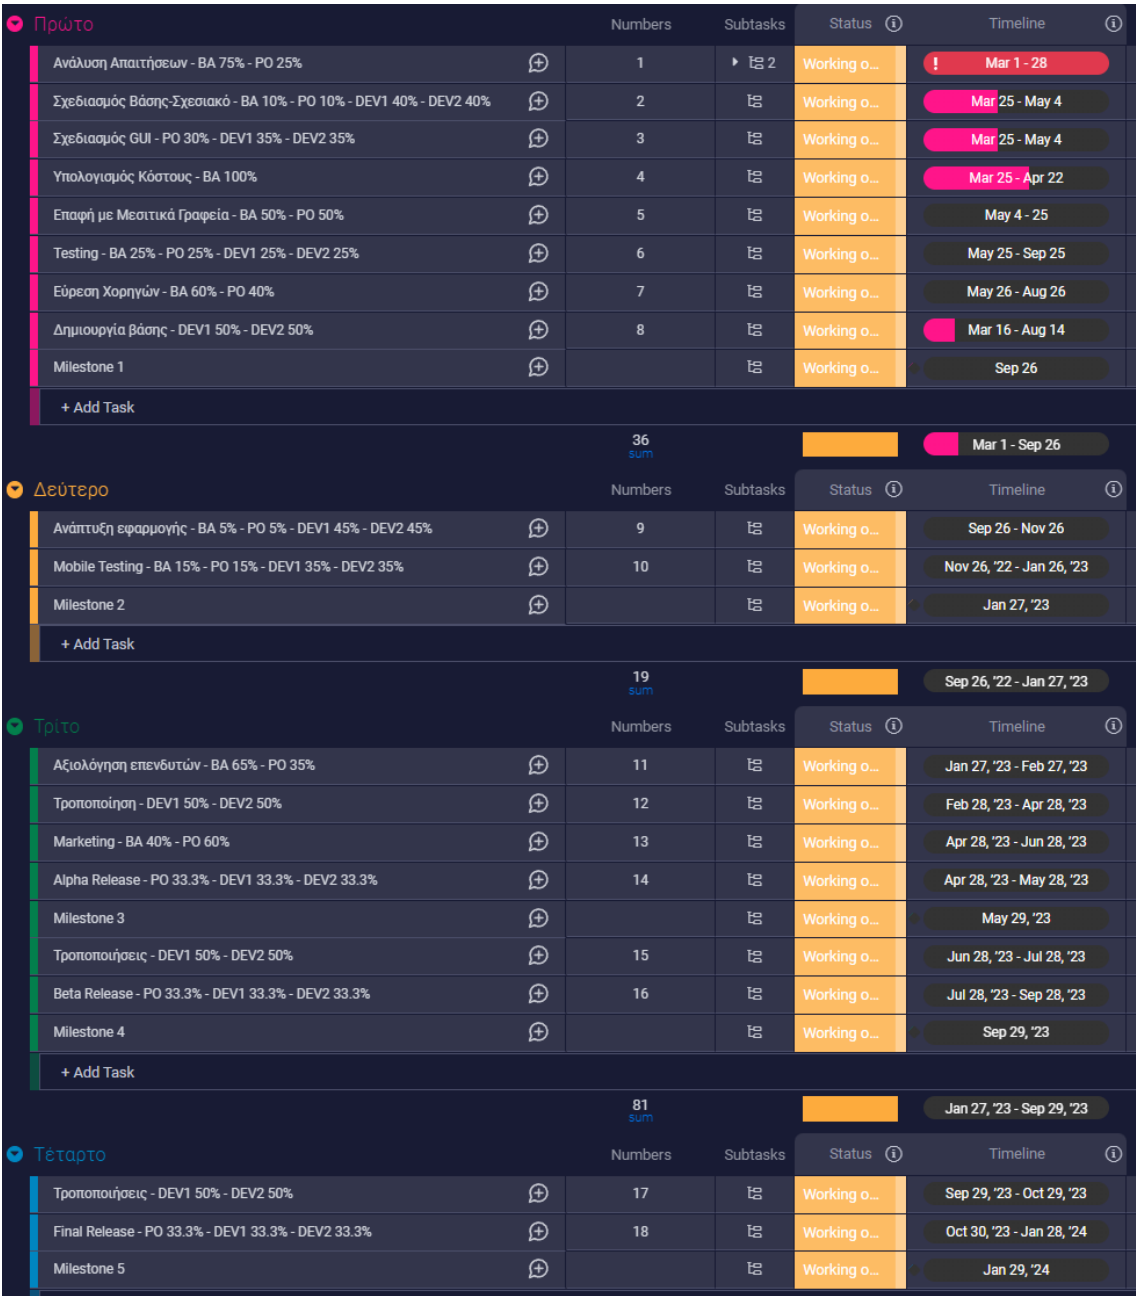 Πρώτο Numbers Subtasks Status Timeline
Ανάλυση Απαιτήσεων - BA 75% - PO 25% 1 2 Working o... ! Mar 1 - 28
Σχεδιασμός Βάσης-Σχεσιακό - BA 10% - PO 10% - DEV1 40% - DEV2 40% 2 Working o... Mar 25 - May 4
Σχεδιασμός GUI - PO 30% - DEV1 35% - DEV2 35% 3 Working o... Mar 25 - May 4
Υπολογισμός Κόστους - BA 100% 4 Working o... Mar 25 - Apr 22
Επαφή με Μεσιτικά Γραφεία - BA 50% - PO 50% 5 Working o... May 4 - 25
Testing - BA 25% - PO 25% - DEV1 25% - DEV2 25% 6 Working o... May 25 - Sep 25
Εύρεση Χορηγών - BA 60% - PO 40% 7 Working o... May 26 - Aug 26
Δημιουργία βάσης - DEV1 50% - DEV2 50% 8 Working o... Mar 16 - Aug 14
Milestone 1 Working o... Sep 26
+ Add Task
36 Mar 1 - Sep 26
sum
Δεύτερο Numbers Subtasks Status Timeline
Ανάπτυξη εφαρμογής - BA 5% - PO 5% - DEV1 45% - DEV2 45% 9 Working o... Sep 26 - Nov 26
Mobile Testing - BA 15% - PO 15% - DEV1 35% - DEV2 35% 10 Working o... Nov 26, '22 - Jan 26, '23
Milestone 2 Working o... Jan 27, '23
+ Add Task
19 Sep 26, '22 - Jan 27, '23
sum
Τρίτο Numbers Subtasks Status Timeline
Αξιολόγηση επενδυτών - BA 65% - PO 35% 11 Working o... Jan 27, '23 - Feb 27, '23
Τροποποίηση - DEV1 50% - DEV2 50% 12 Working o... Feb 28, '23 - Apr 28, '23
Marketing - BA 40% - PO 60% 13 Working o... Apr 28, '23 - Jun 28, '23
Alpha Release - PO 33.3% - DEV1 33.3% - DEV2 33.3% 14 Working o... Apr 28, '23 - May 28, '23
Milestone 3 Working o... May 29, '23
Τροποποιήσεις - DEV1 50% - DEV2 50% 15 Working o... Jun 28, '23 - Jul 28, '23
Beta Release - PO 33.3% - DEV1 33.3% - DEV2 33.3% 16 Working o... Jul 28, '23 - Sep 28, '23
Milestone 4 Working o... Sep 29, '23
+ Add Task
81 Jan 27, '23 - Sep 29, '23
sum
Τέταρτο Numbers Subtasks Status Timeline
Τροποποιήσεις - DEV1 50% - DEV2 50% 17 Working o... Sep 29, '23 - Oct 29, '23
Final Release - PO 33.3% - DEV1 33.3% - DEV2 33.3% 18 Working o... Oct 30, '23 - Jan 28, '24
Milestone 5 Working o... Jan 29, '24